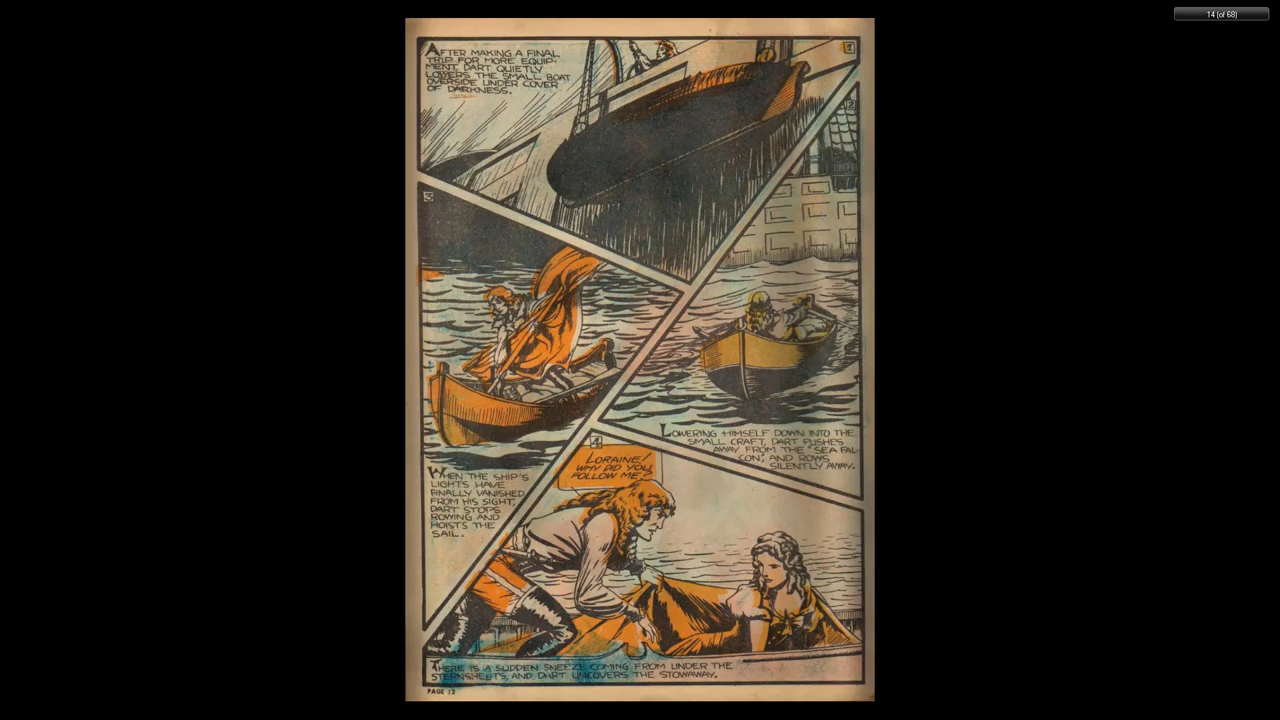 14 (of 68)
AFTER MAKING A FINAL
TRIP FOR MORE EQUIP-
MENT, DART QUIETLY
LOWERS THE SMALL BOAT
OVERSIDE UNDER COVER
OF DARKNESS.
1
2
LOWERING HIMSELF DOWN INTO THE
SMALL CRAFT, DART PUSHES
AWAY FROM THE "SEA FAL-
CON", AND ROWS
SILENTLY AWAY.
3
WHEN THE SHIP'S
LIGHTS HAVE
FINALLY VANISHED
FROM HIS SIGHT,
DART STOPS
ROWING AND
HOISTS THE
SAIL.
4
LORAINE!
WHY DID YOU
FOLLOW ME?
THERE IS A SUDDEN SNEEZE COMING FROM UNDER THE
STERNSHEETS, AND DART UNCOVERS THE STOWAWAY.
PAGE 12